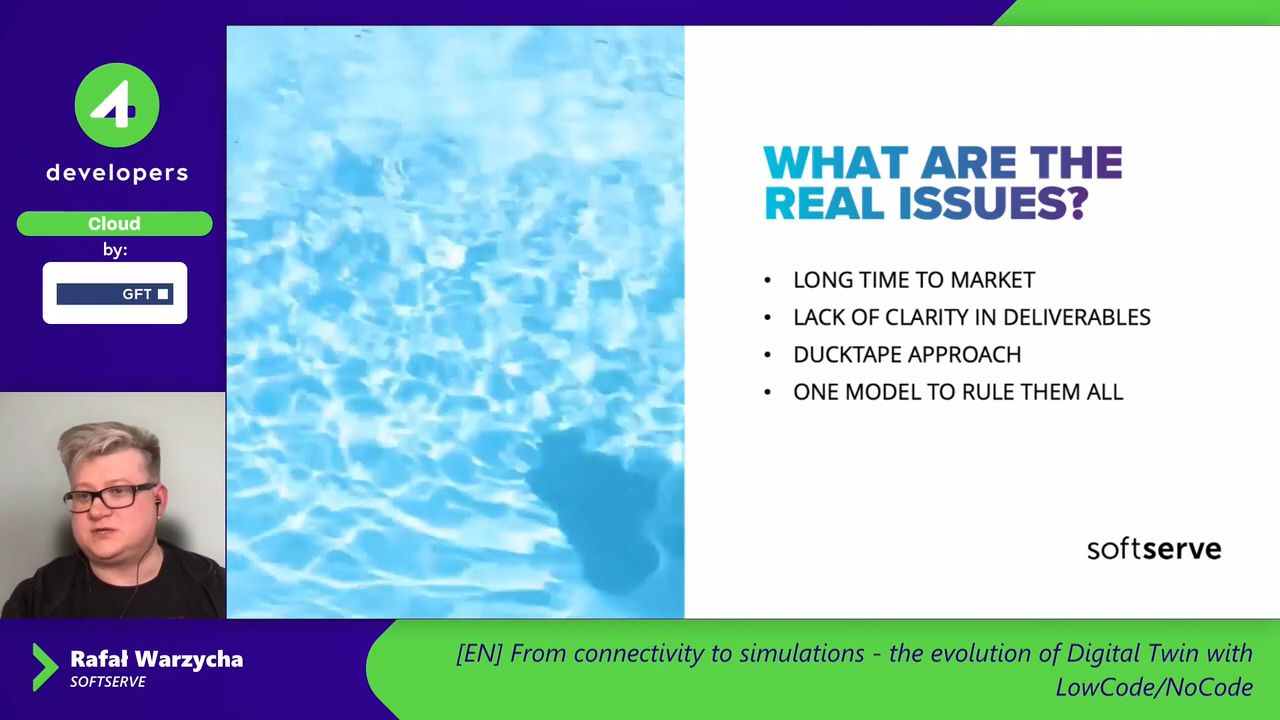 4
developers
Cloud
by:
GFT
WHAT ARE THE
REAL ISSUES?
• LONG TIME TO MARKET
• LACK OF CLARITY IN DELIVERABLES
• DUCKTAPE APPROACH
• ONE MODEL TO RULE THEM ALL
softserve
Rafał Warzycha
SOFTSERVE
[EN] From connectivity to simulations - the evolution of Digital Twin with
LowCode/NoCode